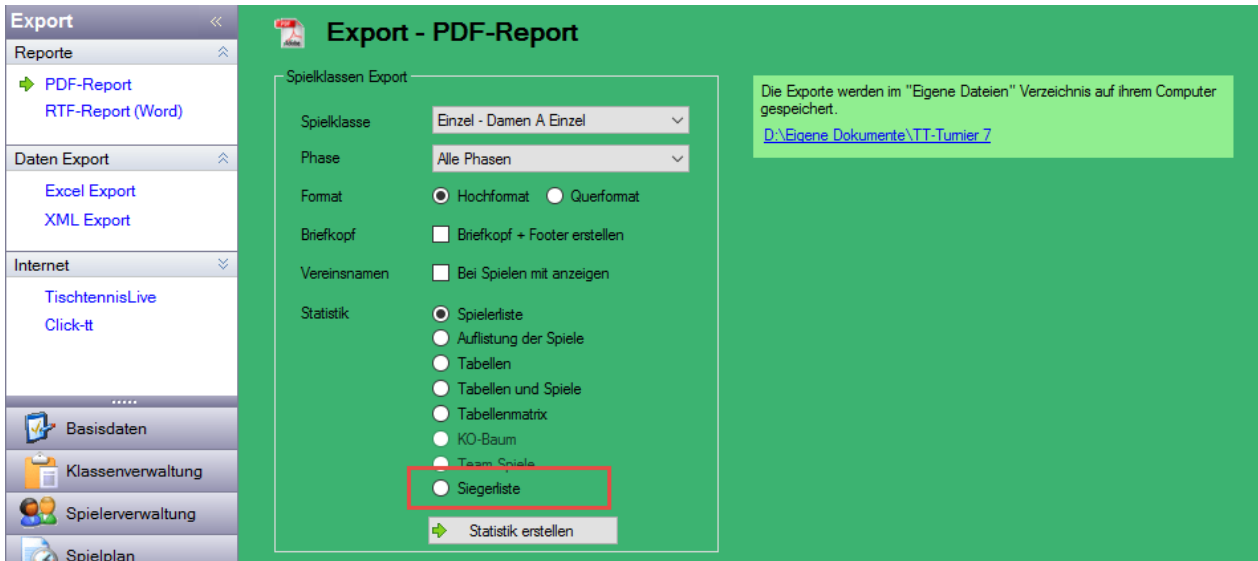 Export
Reporte
PDF-Report
RTF-Report (Word)
Daten Export
Excel Export
XML Export
Internet
TischtennisLive
Click-tt
Basisdaten
Klassenverwaltung
Spielerverwaltung
Spielplan
Export - PDF-Report
Spielklassen Export
Spielklasse Einzel - Damen A Einzel
Phase Alle Phasen
Format Hochformat Querformat
Briefkopf Briefkopf + Footer erstellen
Vereinsnamen Bei Spielen mit anzeigen
Statistik Spielerliste
Auflistung der Spiele
Tabellen
Tabellen und Spiele
Tabellenmatrix
KO-Baum
Team Spiele
Siegerliste
Statistik erstellen
Die Exporte werden im "Eigene Dateien" Verzeichnis auf ihrem Computer
gespeichert.
D:\Eigene Dokumente\TT-Turnier 7